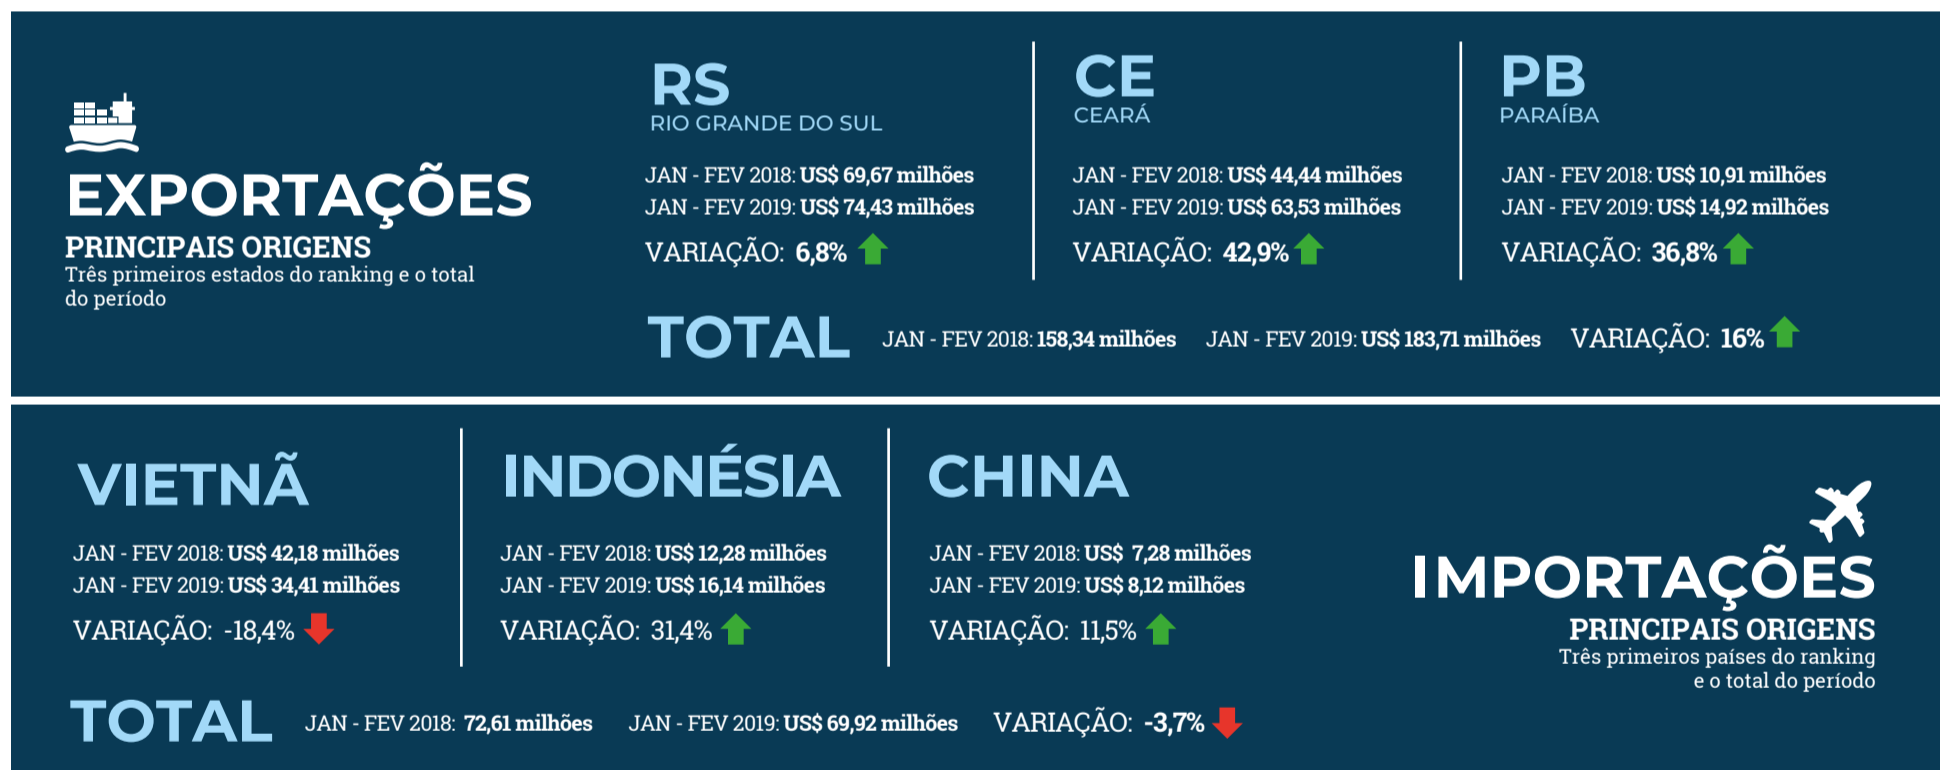 EXPORTAÇÕES
PRINCIPAIS ORIGENS
Três primeiros estados do ranking e o total
do período
RS
RIO GRANDE DO SUL
JAN - FEV 2018: US$ 69,67 milhões
JAN - FEV 2019: US$ 74,43 milhões
VARIAÇÃO: 6,8%
CE
CEARÁ
JAN - FEV 2018: US$ 44,44 milhões
JAN - FEV 2019: US$ 63,53 milhões
VARIAÇÃO: 42,9%
PB
PARAÍBA
JAN - FEV 2018: US$ 10,91 milhões
JAN - FEV 2019: US$ 14,92 milhões
VARIAÇÃO: 36,8%
TOTAL JAN - FEV 2018: 158,34 milhões JAN - FEV 2019: US$ 183,71 milhões VARIAÇÃO: 16%
VIETNÃ
JAN - FEV 2018: US$ 42,18 milhões
JAN - FEV 2019: US$ 34,41 milhões
VARIAÇÃO: -18,4%
INDONÉSIA
JAN - FEV 2018: US$ 12,28 milhões
JAN - FEV 2019: US$ 16,14 milhões
VARIAÇÃO: 31,4%
CHINA
JAN - FEV 2018: US$ 7,28 milhões
JAN - FEV 2019: US$ 8,12 milhões
VARIAÇÃO: 11,5%
IMPORTAÇÕES
PRINCIPAIS ORIGENS
Três primeiros países do ranking
e o total do período
TOTAL JAN - FEV 2018: 72,61 milhões JAN - FEV 2019: US$ 69,92 milhões VARIAÇÃO: -3,7%